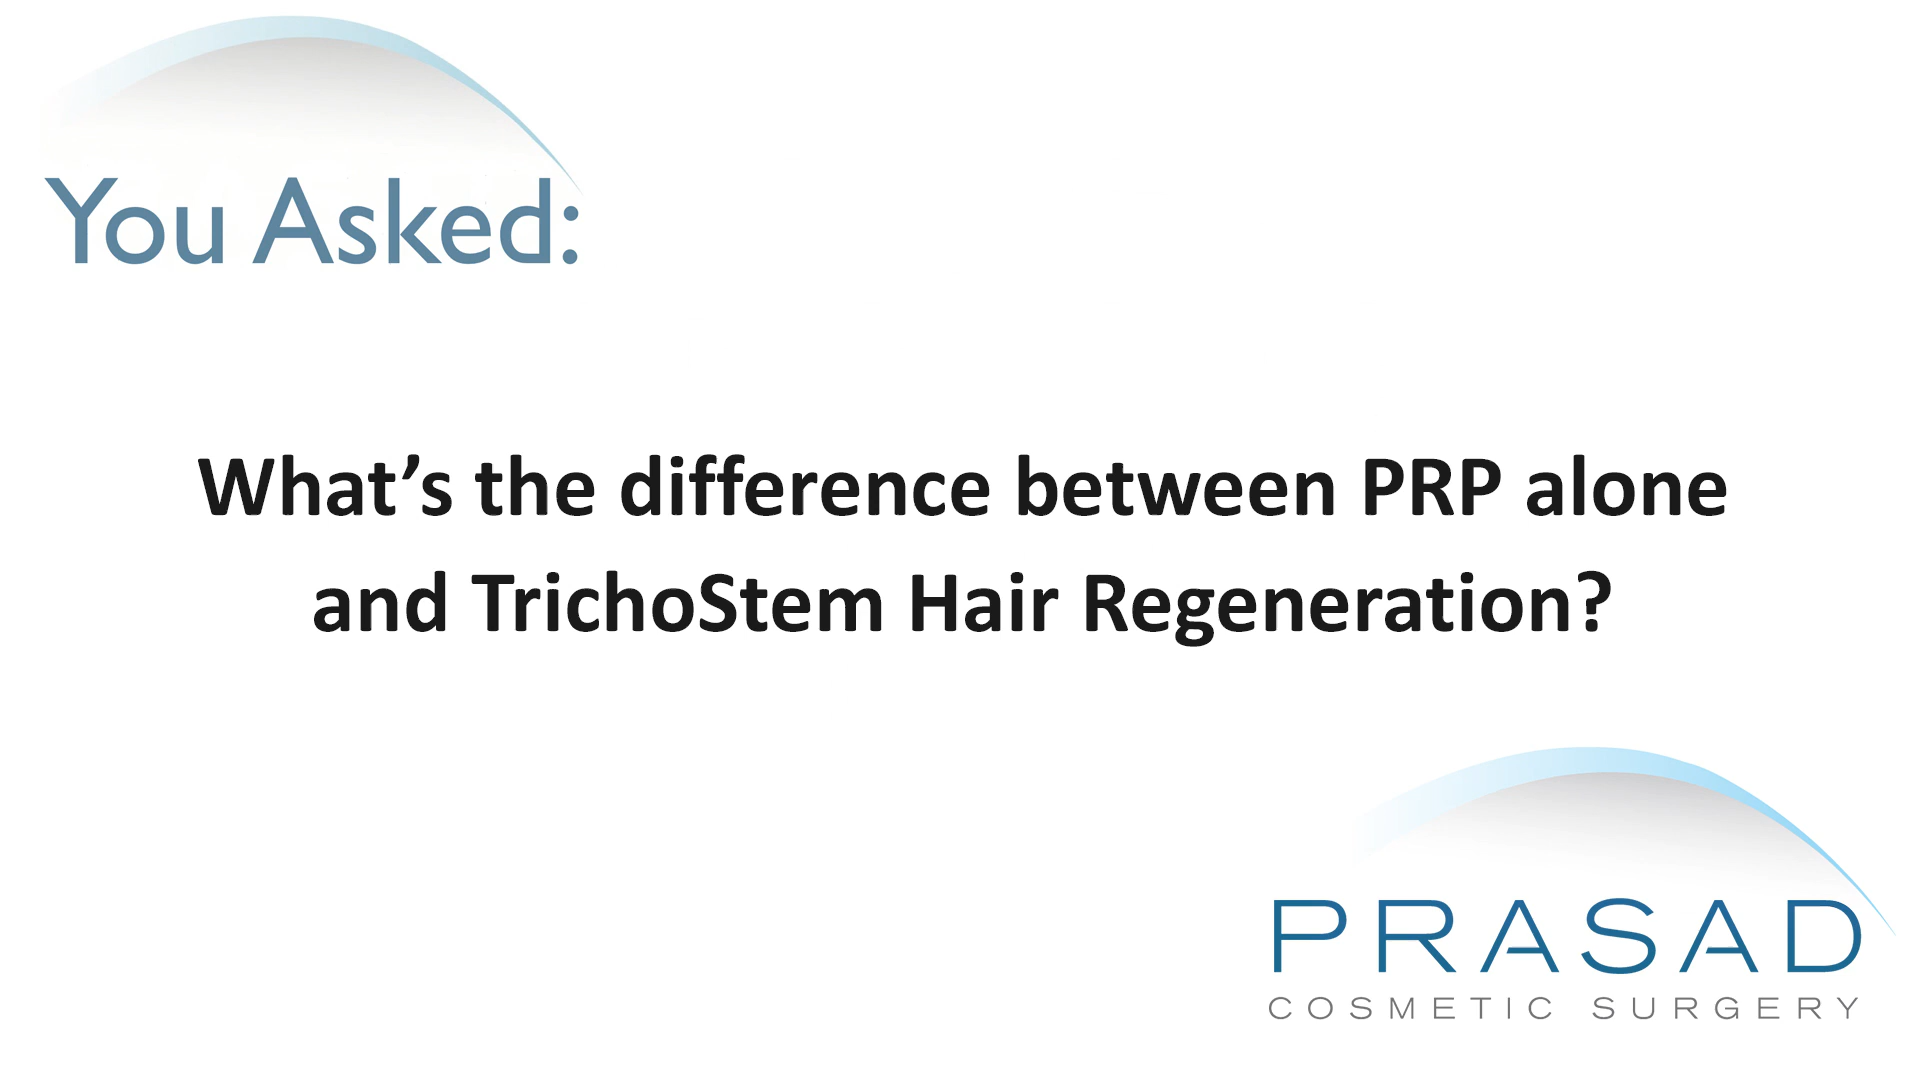 You Asked:
What’s the difference between PRP alone
and TrichoStem Hair Regeneration?
PRASAD
COSMETIC SURGERY